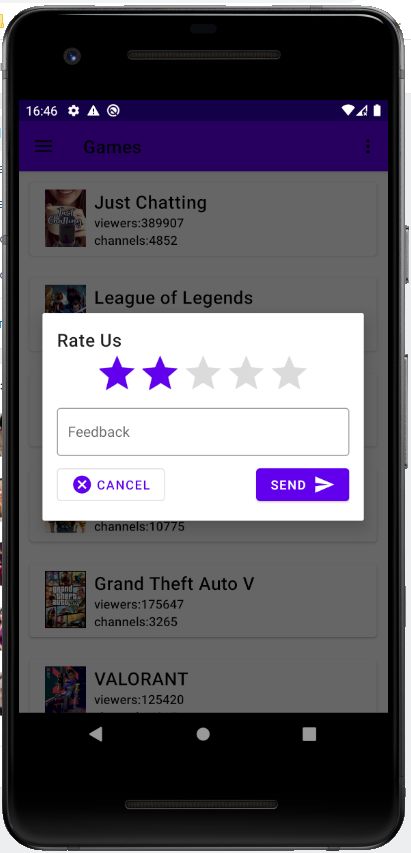 16:46
Games
Just Chatting
viewers:389907
channels:4852
League of Legends
Rate Us
Feedback
CANCEL
SEND
channels:10775
Grand Theft Auto V
viewers:175647
channels:3265
VALORANT
viewers:125420